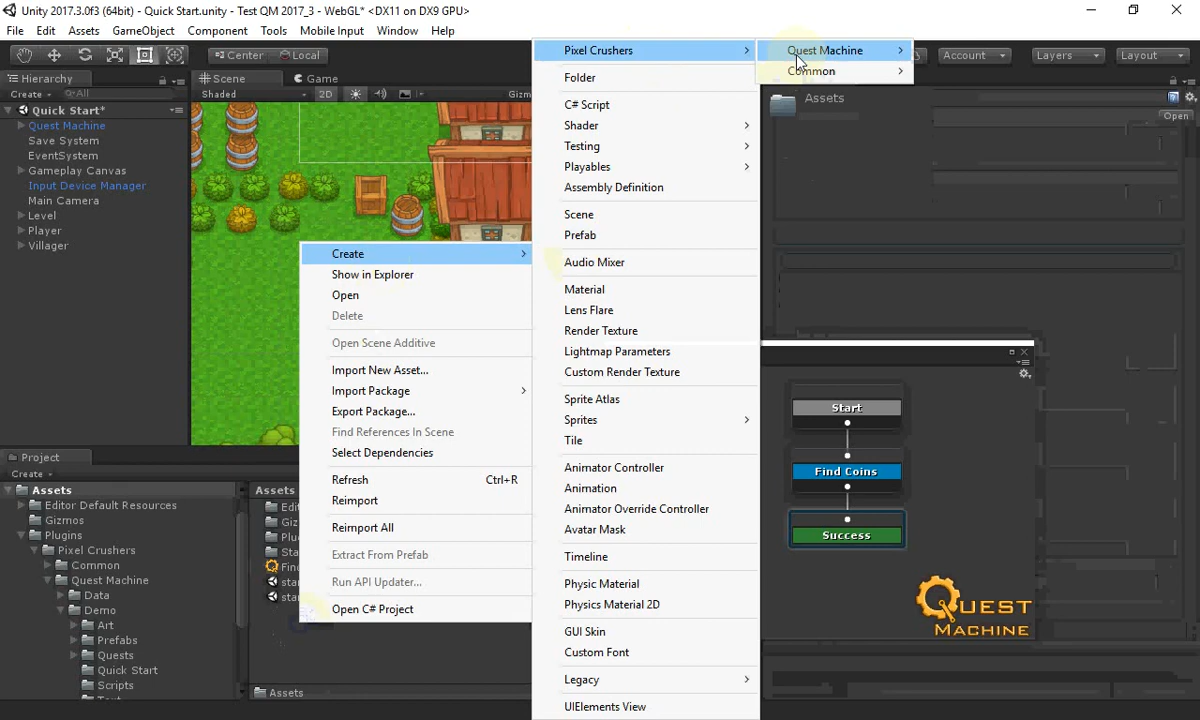 Unity 2017.3.0f3 (64bit) - Quick Start.unity - Test QM 2017_3 - WebGL* <DX11 on DX9 GPU>
File Edit Assets GameObject Component Tools Mobile Input Window Help
Center Local Account Layers Layout
Hierarchy
Create All
Quick Start*
Quest Machine
Save System
EventSystem
Gameplay Canvas
Input Device Manager
Main Camera
Level
Player
Villager
Scene Game
Shaded 2D Gizm
Create
Show in Explorer
Open
Delete
Open Scene Additive
Import New Asset...
Import Package
Export Package...
Find References In Scene
Select Dependencies
Refresh Ctrl+R
Reimport
Reimport All
Extract From Prefab
Run API Updater...
Open C# Project
Pixel Crushers
Folder
C# Script
Shader
Testing
Playables
Assembly Definition
Scene
Prefab
Audio Mixer
Material
Lens Flare
Render Texture
Lightmap Parameters
Custom Render Texture
Sprite Atlas
Sprites
Tile
Animator Controller
Animation
Animator Override Controller
Avatar Mask
Timeline
Physic Material
Physics Material 2D
GUI Skin
Custom Font
Legacy
UIElements View
Quest Machine
Common
Assets
Open
Start
Find Coins
Success
QUEST
MACHINE
Project
Create
Assets
Editor Default Resources
Gizmos
Plugins
Pixel Crushers
Common
Quest Machine
Data
Demo
Art
Prefabs
Quests
Quick Start
Scripts
Assets
Edi
Giz
Plu
Sta
Fin
star
star
Assets